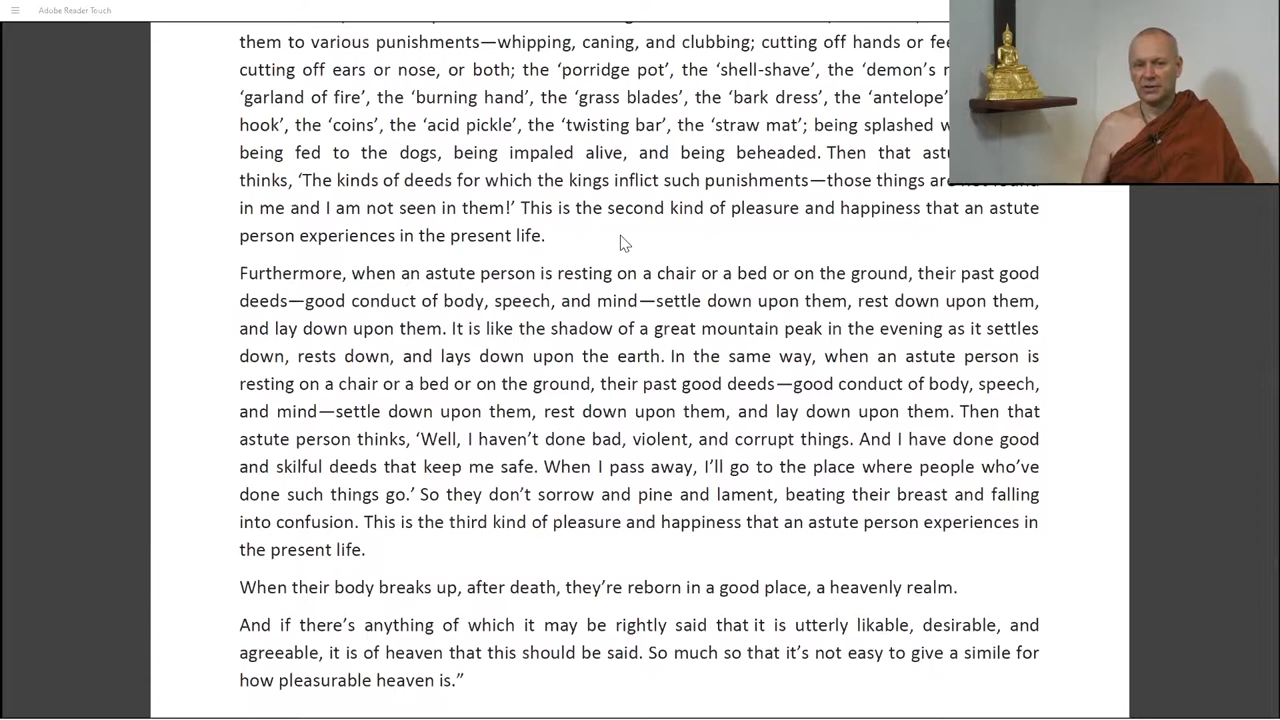 Adobe Reader Touch
them to various punishments—whipping, caning, and clubbing; cutting off hands or
cutting off ears or nose, or both; the ‘porridge pot’, the ‘shell-shave’, the ‘demon’s
‘garland of fire’, the ‘burning hand’, the ‘grass blades’, the ‘bark dress’, the ‘antelope’
hook’, the ‘coins’, the ‘acid pickle’, the ‘twisting bar’, the ‘straw mat’; being splashed
being fed to the dogs, being impaled alive, and being beheaded. Then that
thinks, ‘The kinds of deeds for which the kings inflict such punishments—those things are
in me and I am not seen in them!’ This is the second kind of pleasure and happiness that an astute
person experiences in the present life.
Furthermore, when an astute person is resting on a chair or a bed or on the ground, their past good
deeds—good conduct of body, speech, and mind—settle down upon them, rest down upon them,
and lay down upon them. It is like the shadow of a great mountain peak in the evening as it settles
down, rests down, and lays down upon the earth. In the same way, when an astute person is
resting on a chair or a bed or on the ground, their past good deeds—good conduct of body, speech,
and mind—settle down upon them, rest down upon them, and lay down upon them. Then that
astute person thinks, ‘Well, I haven’t done bad, violent, and corrupt things. And I have done good
and skilful deeds that keep me safe. When I pass away, I’ll go to the place where people who’ve
done such things go.’ So they don’t sorrow and pine and lament, beating their breast and falling
into confusion. This is the third kind of pleasure and happiness that an astute person experiences in
the present life.
When their body breaks up, after death, they’re reborn in a good place, a heavenly realm.
And if there’s anything of which it may be rightly said that it is utterly likable, desirable, and
agreeable, it is of heaven that this should be said. So much so that it’s not easy to give a simile for
how pleasurable heaven is.”